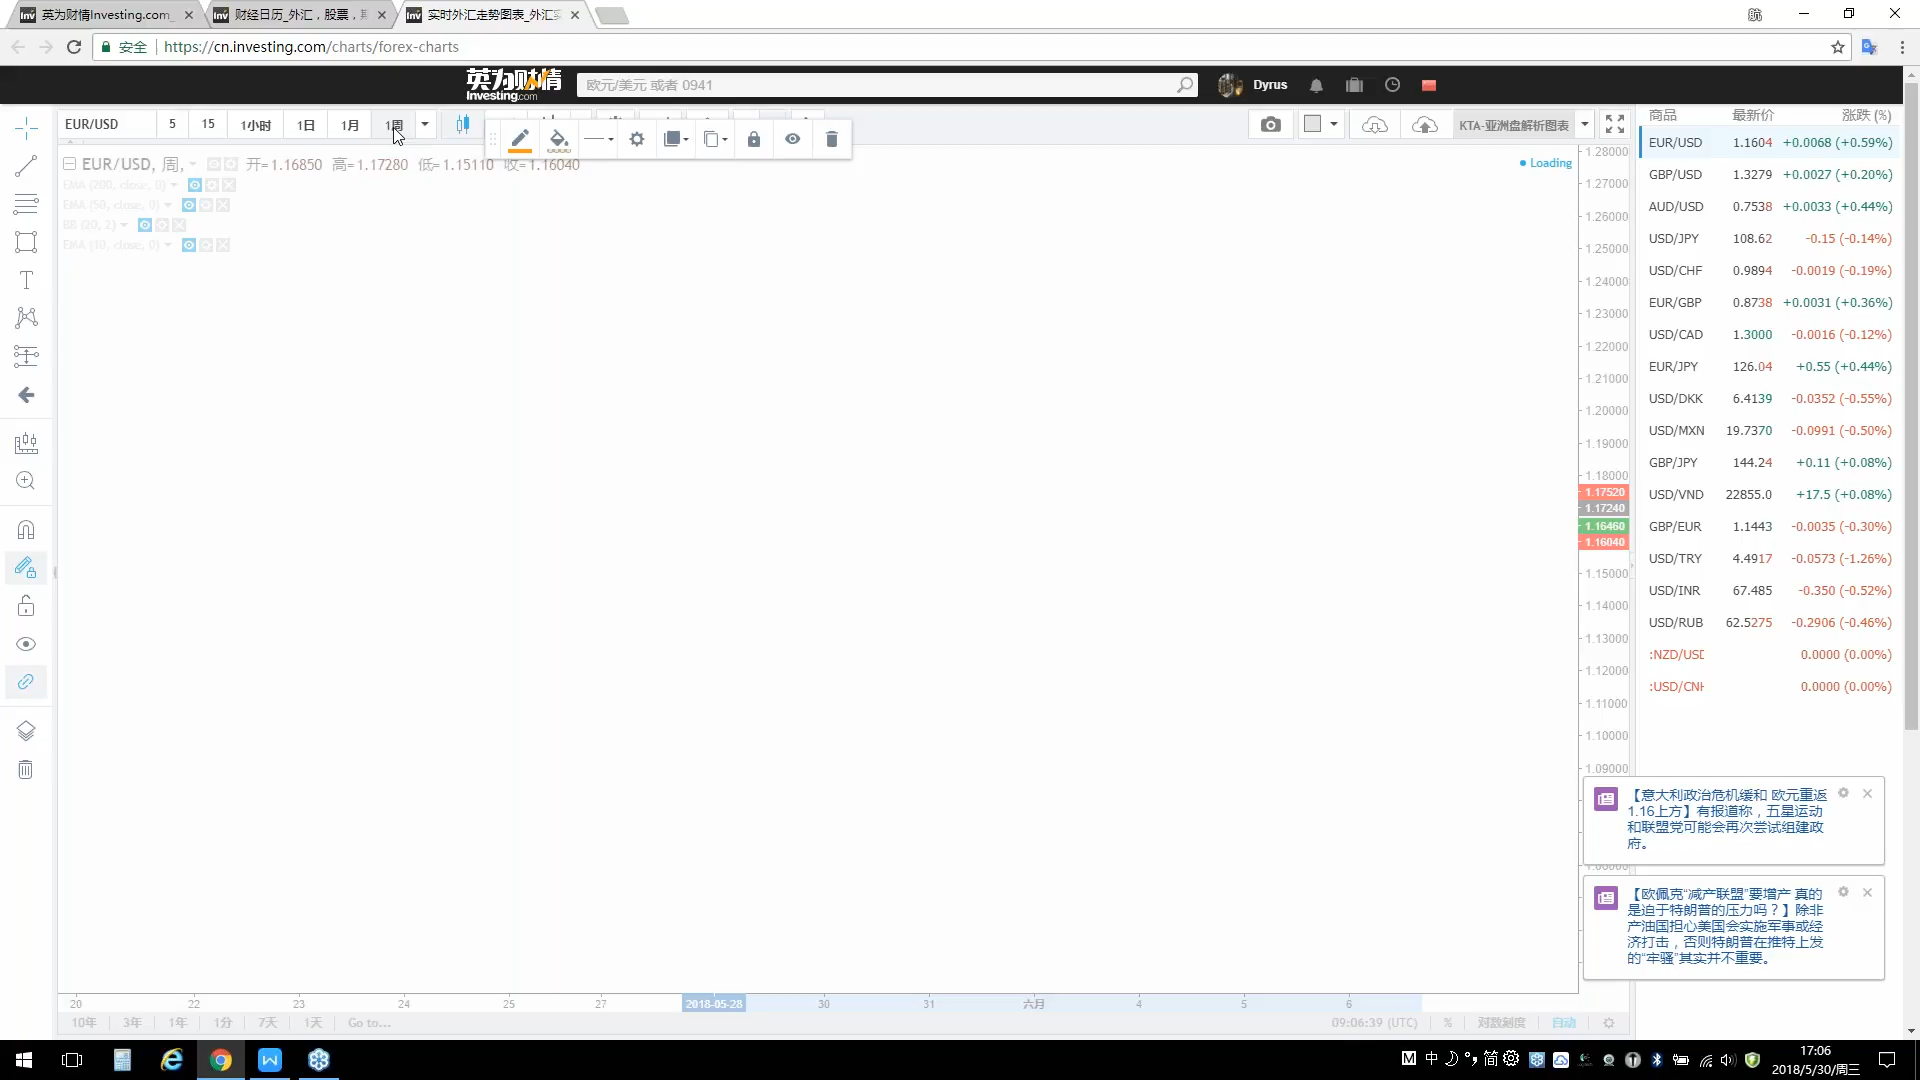 英为财情Investing.com_
财经日历_外汇，股票，
实时外汇走势图表_外汇
安全
https://cn.investing.com/charts/forex-charts
英为财情
Investing.com
欧元/美元 或者 0941
Dyrus
EUR/USD
5
15
1小时
1日
1月
1周
KTA-亚洲盘解析图表
EUR/USD, 周, 开=1.16850 高=1.17280 低=1.15110 收=1.16040
EMA (200, close, 0)
EMA (50, close, 0)
BB (20, 2)
EMA (10, close, 0)
Loading
1.28000
1.27000
1.26000
1.25000
1.24000
1.23000
1.22000
1.21000
1.20000
1.19000
1.18000
1.17520
1.17240
1.16460
1.16040
1.15000
1.14000
1.13000
1.12000
1.11000
1.10000
1.09000
商品 最新价 涨跌 (%)
EUR/USD 1.1604 +0.0068 (+0.59%)
GBP/USD 1.3279 +0.0027 (+0.20%)
AUD/USD 0.7538 +0.0033 (+0.44%)
USD/JPY 108.62 -0.15 (-0.14%)
USD/CHF 0.9894 -0.0019 (-0.19%)
EUR/GBP 0.8738 +0.0031 (+0.36%)
USD/CAD 1.3000 -0.0016 (-0.12%)
EUR/JPY 126.04 +0.55 (+0.44%)
USD/DKK 6.4139 -0.0352 (-0.55%)
USD/MXN 19.7370 -0.0991 (-0.50%)
GBP/JPY 144.24 +0.11 (+0.08%)
USD/VND 22855.0 +17.5 (+0.08%)
GBP/EUR 1.1443 -0.0035 (-0.30%)
USD/TRY 4.4917 -0.0573 (-1.26%)
USD/INR 67.485 -0.350 (-0.52%)
USD/RUB 62.5275 -0.2906 (-0.46%)
:NZD/USD 0.0000 (0.00%)
:USD/CNH 0.0000 (0.00%)
【意大利政治危机缓和 欧元重返
1.16上方】有报道称，五星运动
和联盟党可能会再次尝试组建政
府。
【欧佩克“减产联盟”要增产 真的
是迫于特朗普的压力吗？】除非
产油国担心美国会实施军事或经
济打击，否则特朗普在推特上发
的“牢骚”其实并不重要。
20 22 23 24 25 27 2018-05-28 30 31 六月 4 5 6
10年 3年 1年 1分 7天 1天 Go to...
09:06:39 (UTC) % 对数刻度 自动
M 中 简
17:06
2018/5/30/周三